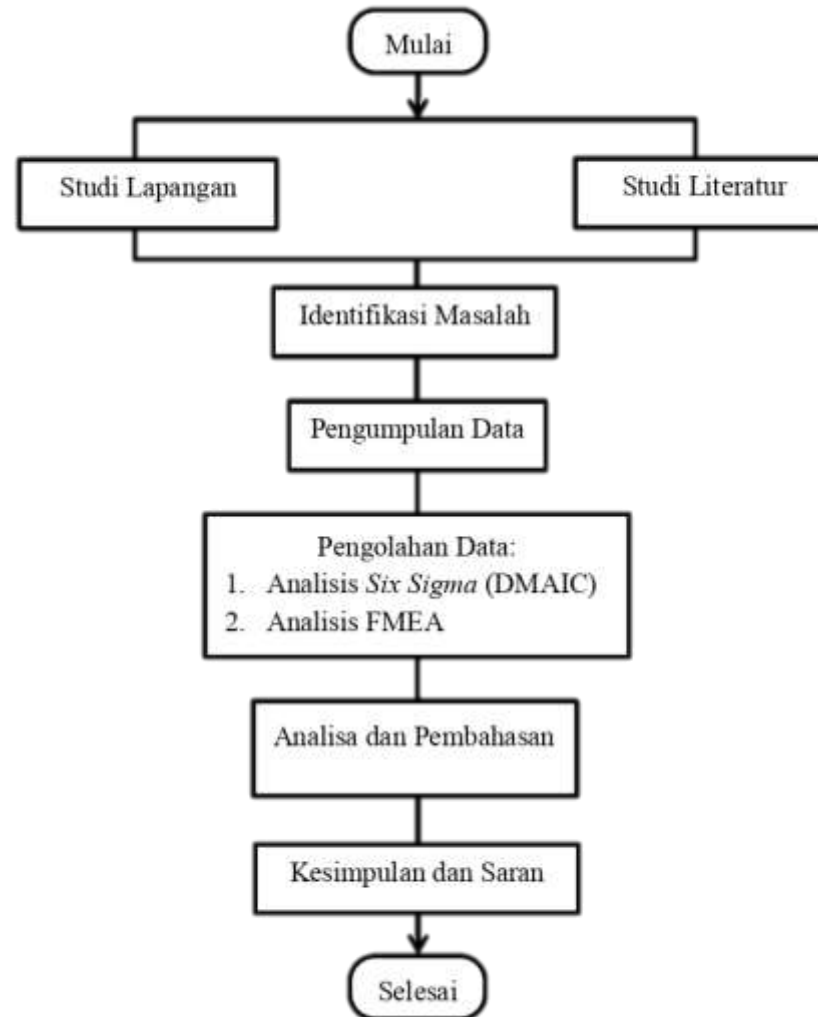 Mulai
Studi Lapangan
Studi Literatur
Identifikasi Masalah
Pengumpulan Data
Pengolahan Data:
1. Analisis Six Sigma (DMAIC)
2. Analisis FMEA
Analisa dan Pembahasan
Kesimpulan dan Saran
Selesai